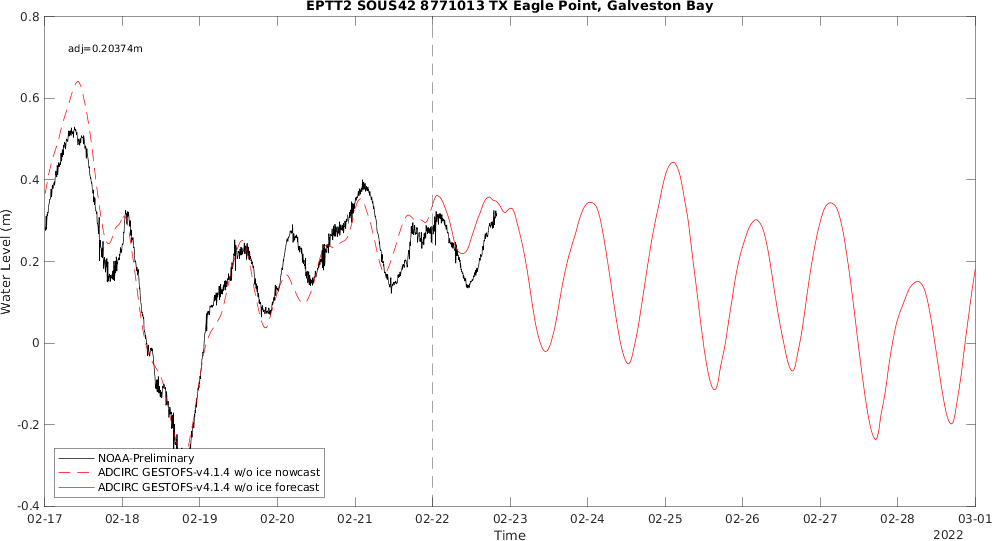 EPTT2 SOUS42 8771013 TX Eagle Point, Galveston Bay
adj=0.20374m
0.8
0.6
0.4
0.2
0
-0.2
-0.4
Water Level (m)
NOAA-Preliminary
ADCIRC GESTOFS-v4.1.4 w/o ice nowcast
ADCIRC GESTOFS-v4.1.4 w/o ice forecast
02-17 02-18 02-19 02-20 02-21 02-22 02-23 02-24 02-25 02-26 02-27 02-28 03-01
Time
2022